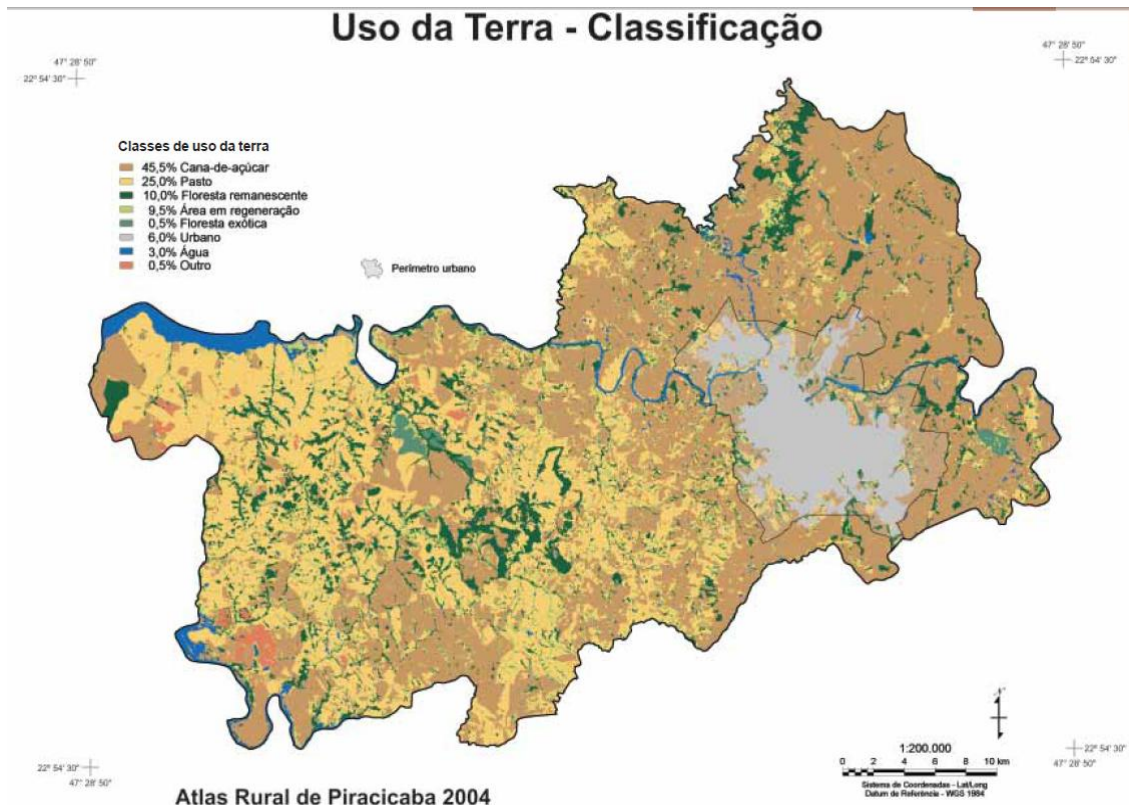 Uso da Terra - Classificação
47° 28' 50"
22º 54' 30"
47° 28' 50"
22º 54' 30"
Classes de uso da terra
45,5% Cana-de-açúcar
25,0% Pasto
10,0% Floresta remanescente
9,5% Área em regeneração
0,5% Floresta exótica
6,0% Urbano
3,0% Água
0,5% Outro
Perímetro urbano
22º 54' 30"
47° 28' 50"
22º 54' 30"
47° 28' 50"
1:200.000
0 2 4 6 8 10 km
Sistema de Coordenadas - Lat/Long
Datum de Referência - WGS 1984
Atlas Rural de Piracicaba 2004